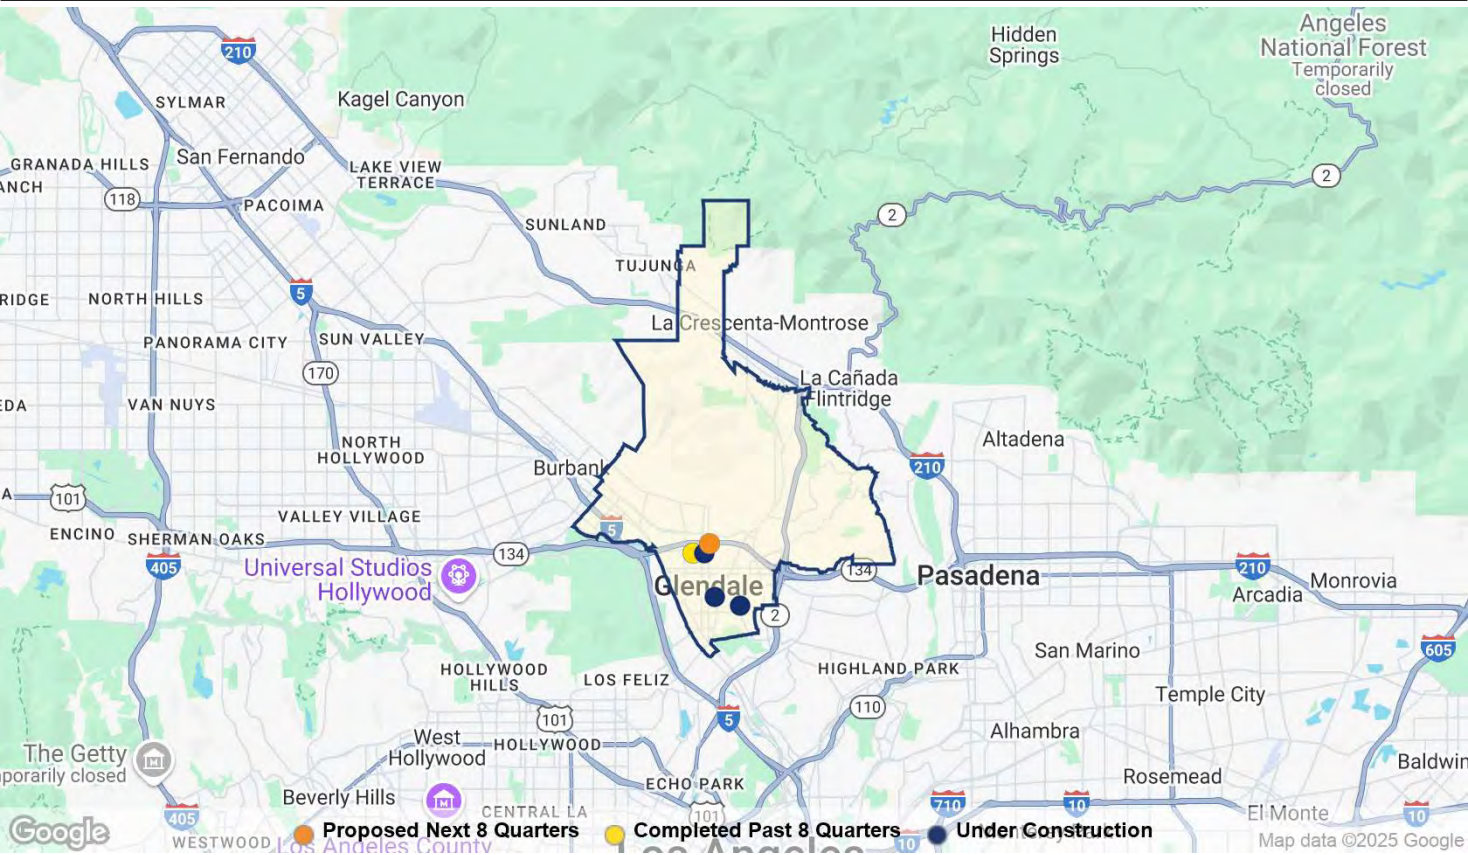 Hidden
Springs
Angeles
National Forest
Temporarily
closed
210
SYLMAR
Kagel Canyon
San Fernando
GRANADA HILLS
ANCH
118
LAKE VIEW
TERRACE
PACOIMA
2
2
SUNLAND
TUJUNGA
RIDGE
NORTH HILLS
5
La Crescenta-Montrose
PANORAMA CITY
SUN VALLEY
170
La Cañada
Flintridge
EDA
VAN NUYS
NORTH
HOLLYWOOD
Altadena
Burbank
210
A
101
VALLEY VILLAGE
5
ENCINO
SHERMAN OAKS
134
405
Universal Studios
Hollywood
134
Pasadena
210
Monrovia
Arcadia
Glendale
2
605
HOLLYWOOD
HILLS
LOS FELIZ
HIGHLAND PARK
San Marino
Temple City
110
101
5
West
Hollywood
HOLLYWOOD
Alhambra
The Getty
mporarily closed
Baldwin
ECHO PARK
Rosemead
Beverly Hills
405
CENTRAL LA
101
710
10
El Monte
10
Google
WESTWOOD
Los Angeles County
Proposed Next 8 Quarters
Completed Past 8 Quarters
Under Construction
Los Angeles
10
Map data ©2025 Google